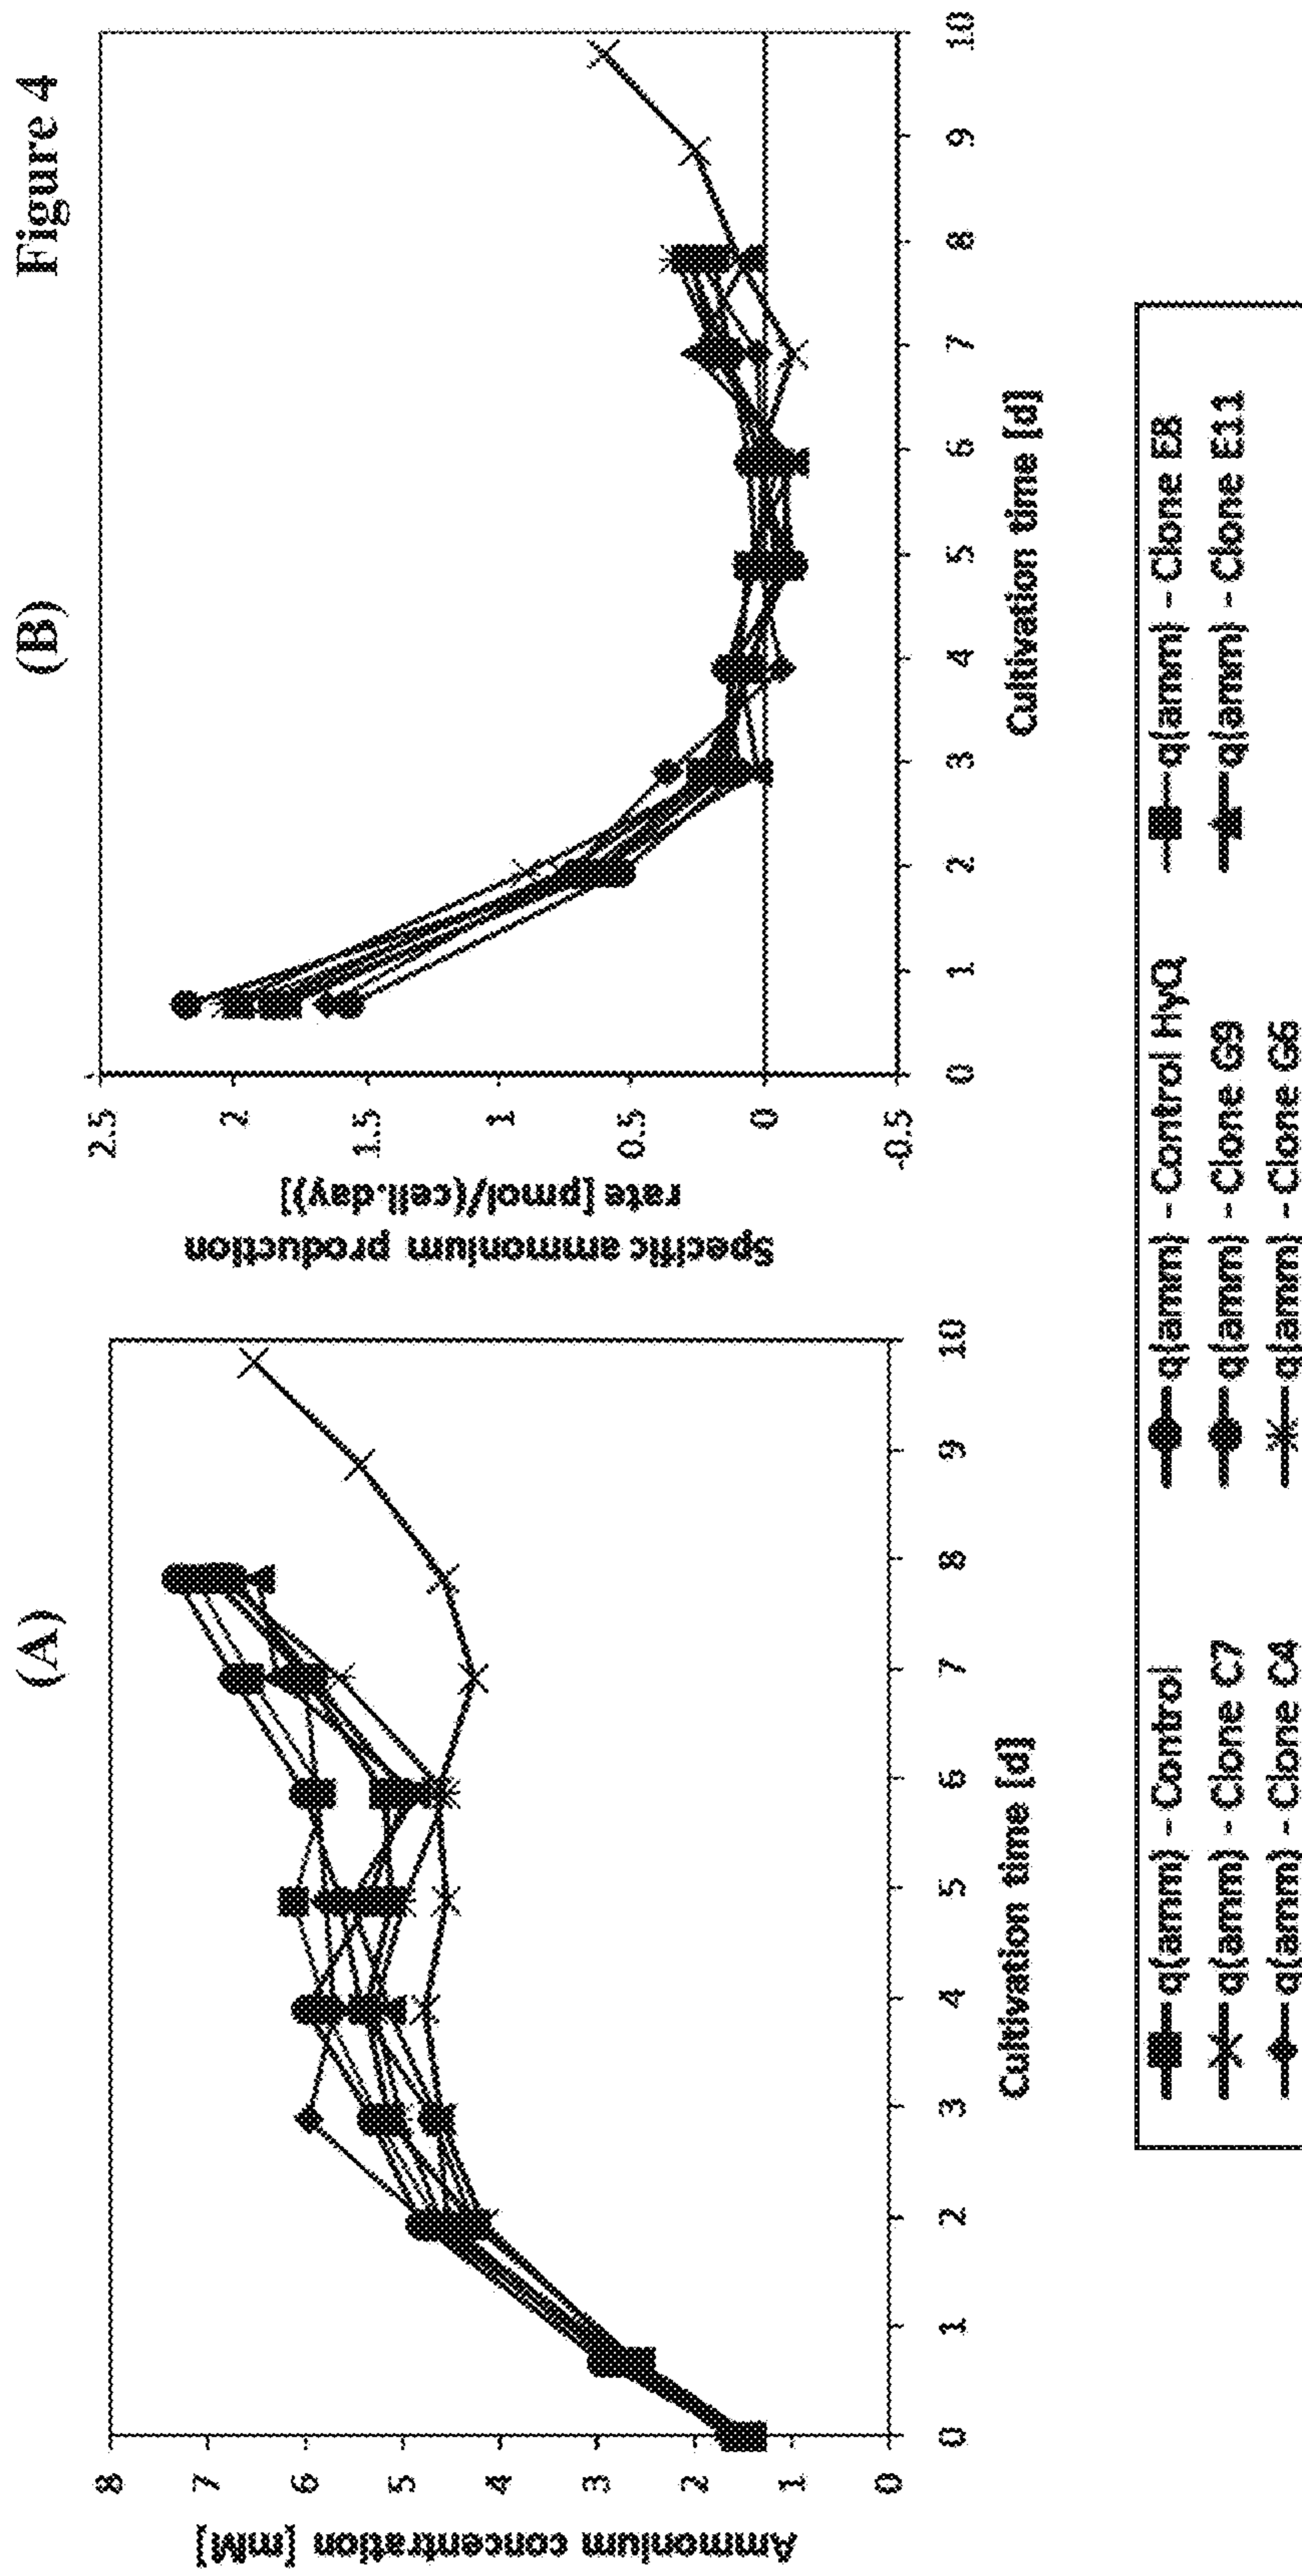 Figure 4
(A)
Ammonium concentration [mM]
8
7
6
5
4
3
2
1
0
0 1 2 3 4 5 6 7 8 9 10
Cultivation time [d]
(B)
Specific ammonium production
rate [pmol/(cell.day)]
2.5
2
1.5
1
0.5
0
-0.5
0 1 2 3 4 5 6 7 8 9 10
Cultivation time [d]
q(amm) - Control
q(amm) - Control HyQ
q(amm) - Clone E8
q(amm) - Clone C7
q(amm) - Clone G9
q(amm) - Clone E11
q(amm) - Clone C4
q(amm) - Clone G6